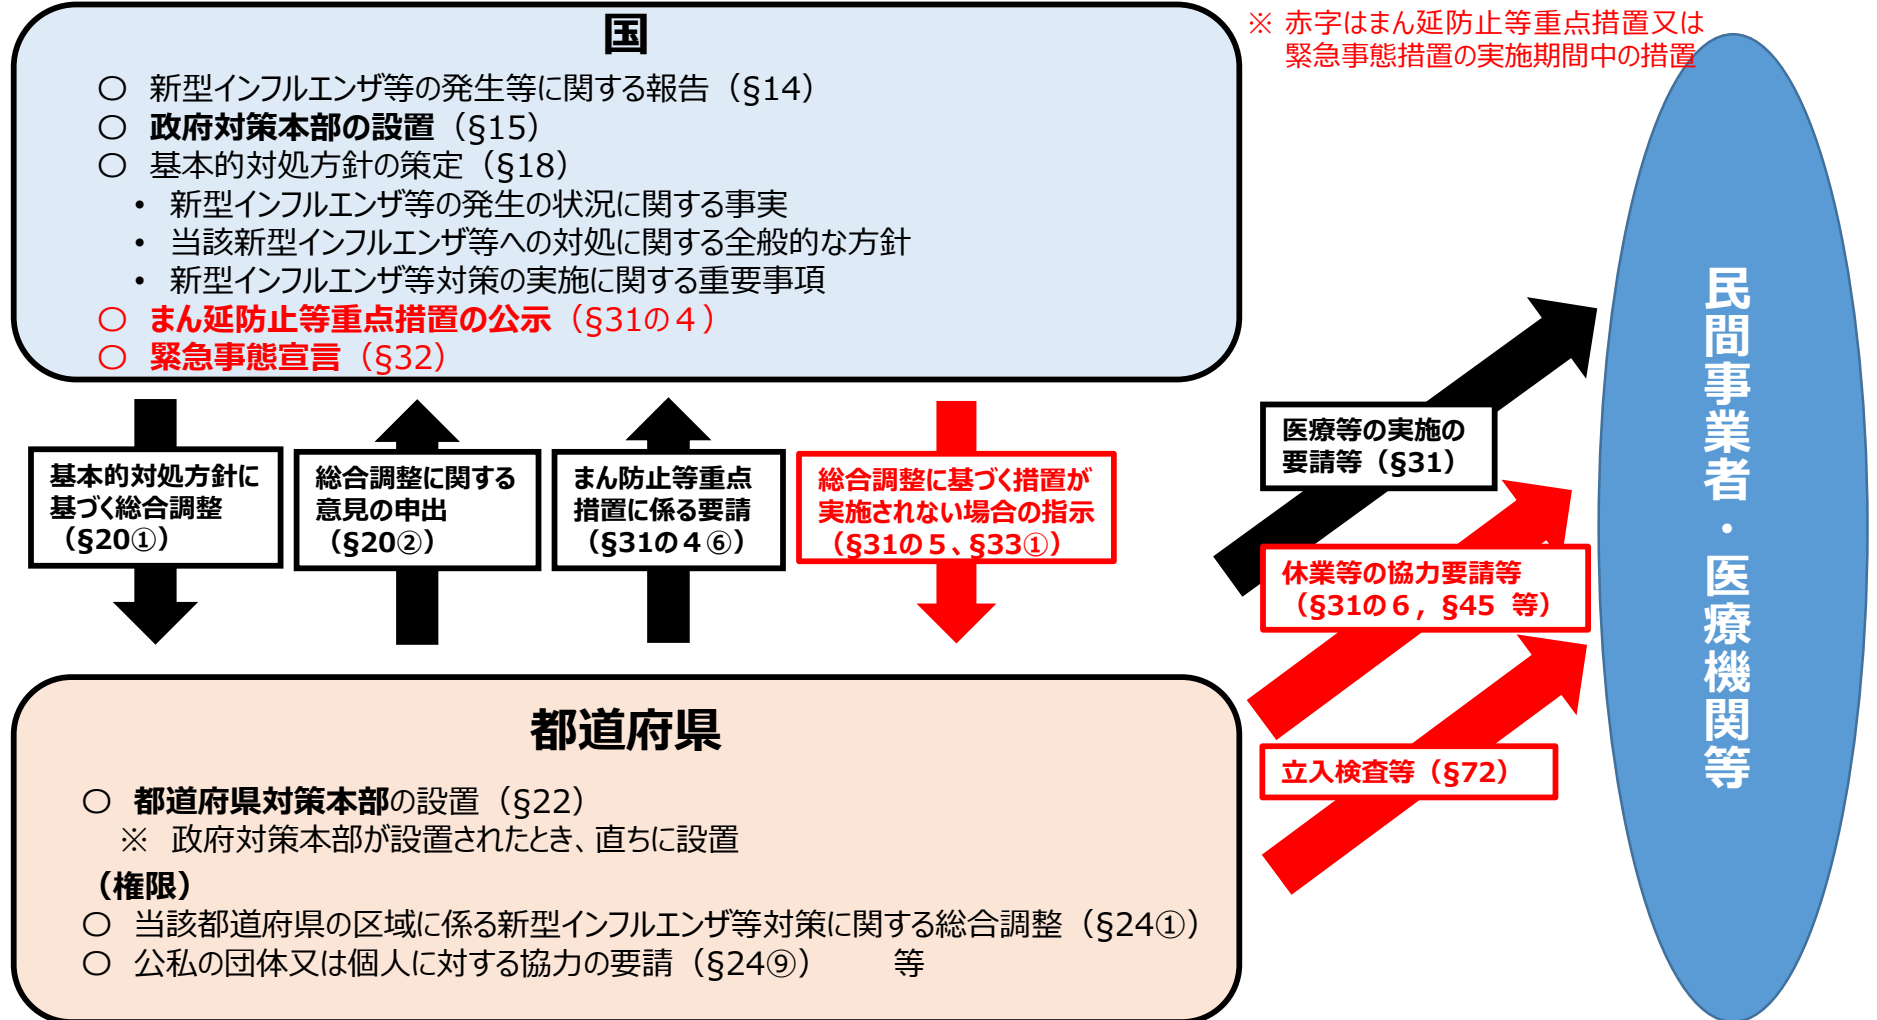 国
※ 赤字はまん延防止等重点措置又は
緊急事態措置の実施期間中の措置
〇 新型インフルエンザ等の発生等に関する報告（§14）
〇 政府対策本部の設置（§15）
〇 基本的対処方針の策定（§18）
• 新型インフルエンザ等の発生の状況に関する事実
• 当該新型インフルエンザ等への対処に関する全般的な方針
• 新型インフルエンザ等対策の実施に関する重要事項
〇 まん延防止等重点措置の公示（§31の４）
〇 緊急事態宣言（§32）
基本的対処方針に
基づく総合調整
（§20①）
総合調整に関する
意見の申出
（§20②）
まん防止等重点
措置に係る要請
（§31の４⑥）
総合調整に基づく措置が
実施されない場合の指示
（§31の５、§33①）
医療等の実施の
要請等（§31）
休業等の協力要請等
（§31の６，§45 等）
立入検査等（§72）
民間事業者・医療機関等
都道府県
〇 都道府県対策本部の設置（§22）
※ 政府対策本部が設置されたとき、直ちに設置
（権限）
〇 当該都道府県の区域に係る新型インフルエンザ等対策に関する総合調整（§24①）
〇 公私の団体又は個人に対する協力の要請（§24⑨） 等